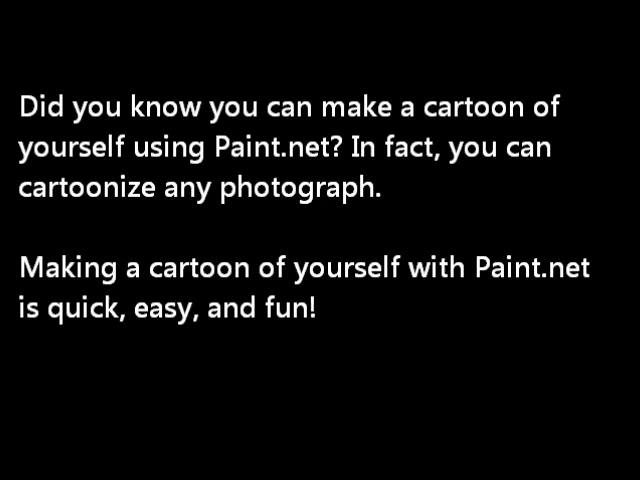 Did you know you can make a cartoon of
yourself using Paint.net? In fact, you can
cartoonize any photograph.
Making a cartoon of yourself with Paint.net
is quick, easy, and fun!